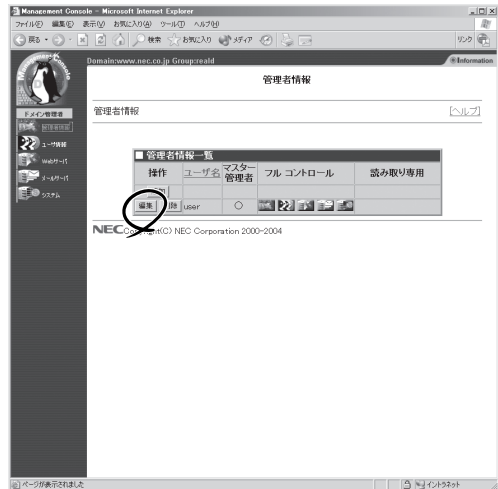 Management Console - Microsoft Internet Explorer
ファイル(F) 編集(E) 表示(V) お気に入り(A) ツール(T) ヘルプ(H)
戻る 検索 お気に入り メディア リンク
Management Console
Domain:www.nec.co.jp Group:reald
Information
管理者情報
ドメイン管理者
管理者情報
ユーザ情報
Webサーバ
メールサーバ
システム
管理者情報
[ヘルプ]
■ 管理者情報一覧
操作 ユーザ名 マスター管理者 フル コントロール 読み取り専用
編集 user ○
NEC Copyright(C) NEC Corporation 2000-2004
ページが表示されました
イントラネット